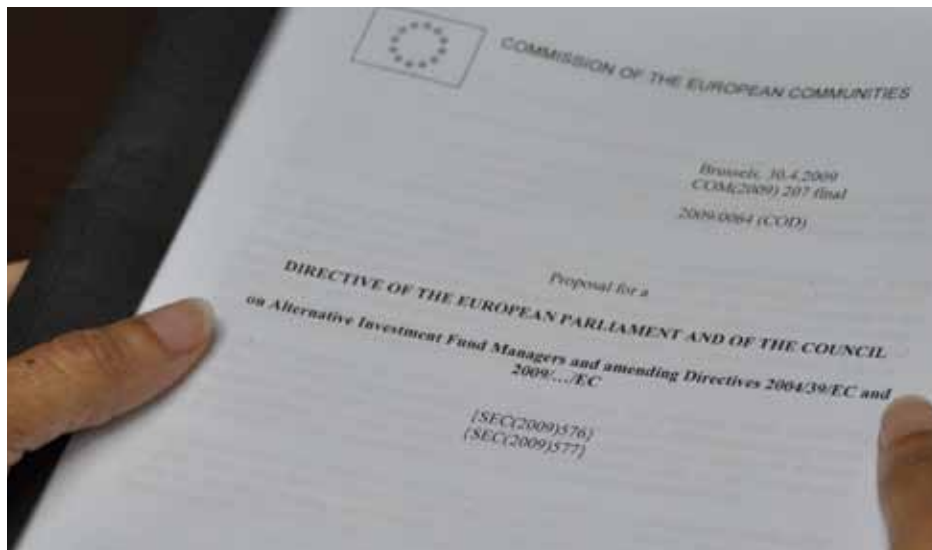 COMMISSION OF THE EUROPEAN COMMUNITIES
Brussels, 30.4.2009
COM(2009) 207 final
2009/0064 (COD)
Proposal for a
DIRECTIVE OF THE EUROPEAN PARLIAMENT AND OF THE COUNCIL
on Alternative Investment Fund Managers and amending Directives 2004/39/EC and
2009/…/EC
{SEC(2009)576}
{SEC(2009)577}